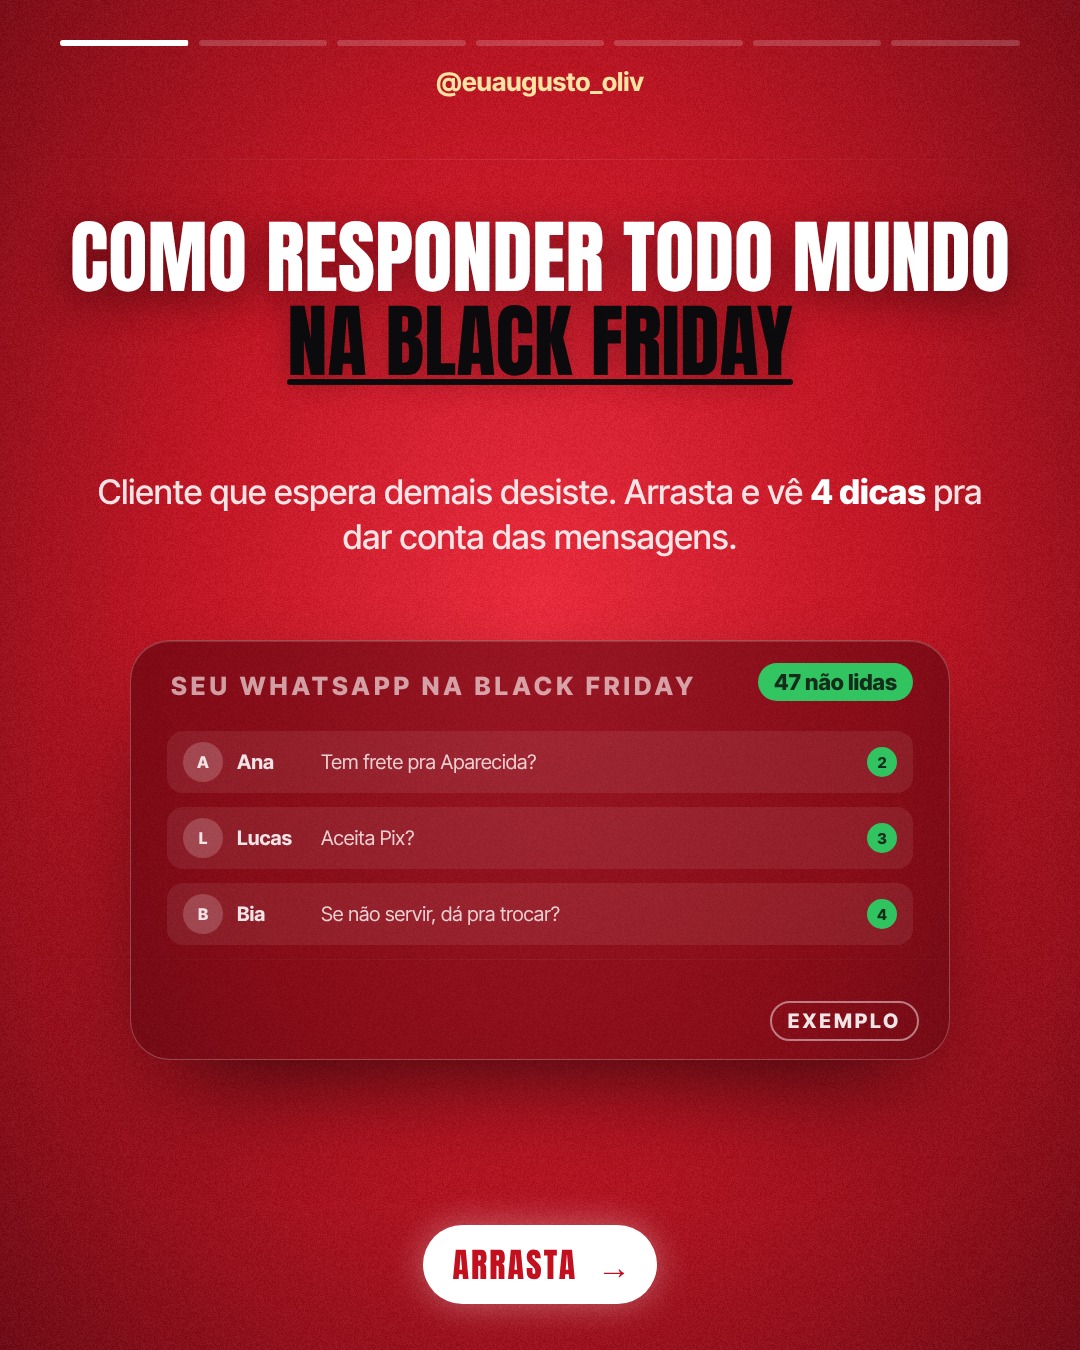 @euaugusto_oliv
COMO RESPONDER TODO MUNDO
NA BLACK FRIDAY
Cliente que espera demais desiste. Arrasta e vê 4 dicas pra
dar conta das mensagens.
SEU WHATSAPP NA BLACK FRIDAY 47 não lidas
A Ana Tem frete pra Aparecida? 2
L Lucas Aceita Pix? 3
B Bia Se não servir, dá pra trocar? 4
EXEMPLO
ARRASTA →